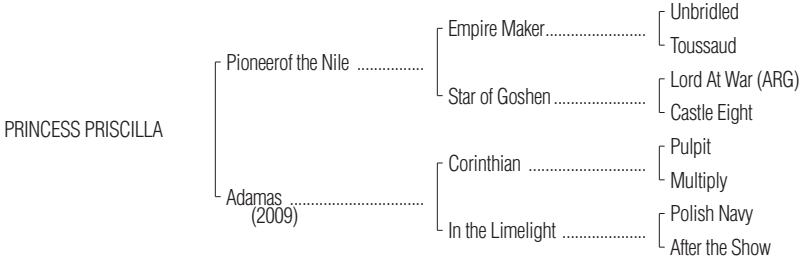 Unbridled
Empire Maker..........................
Toussaud
Pioneerof the Nile .................
Lord At War (ARG)
Star of Goshen........................
Castle Eight
PRINCESS PRISCILLA
Pulpit
Corinthian ..............................
Multiply
Adamas ..................................
(2009)
Polish Navy
In the Limelight .....................
After the Show